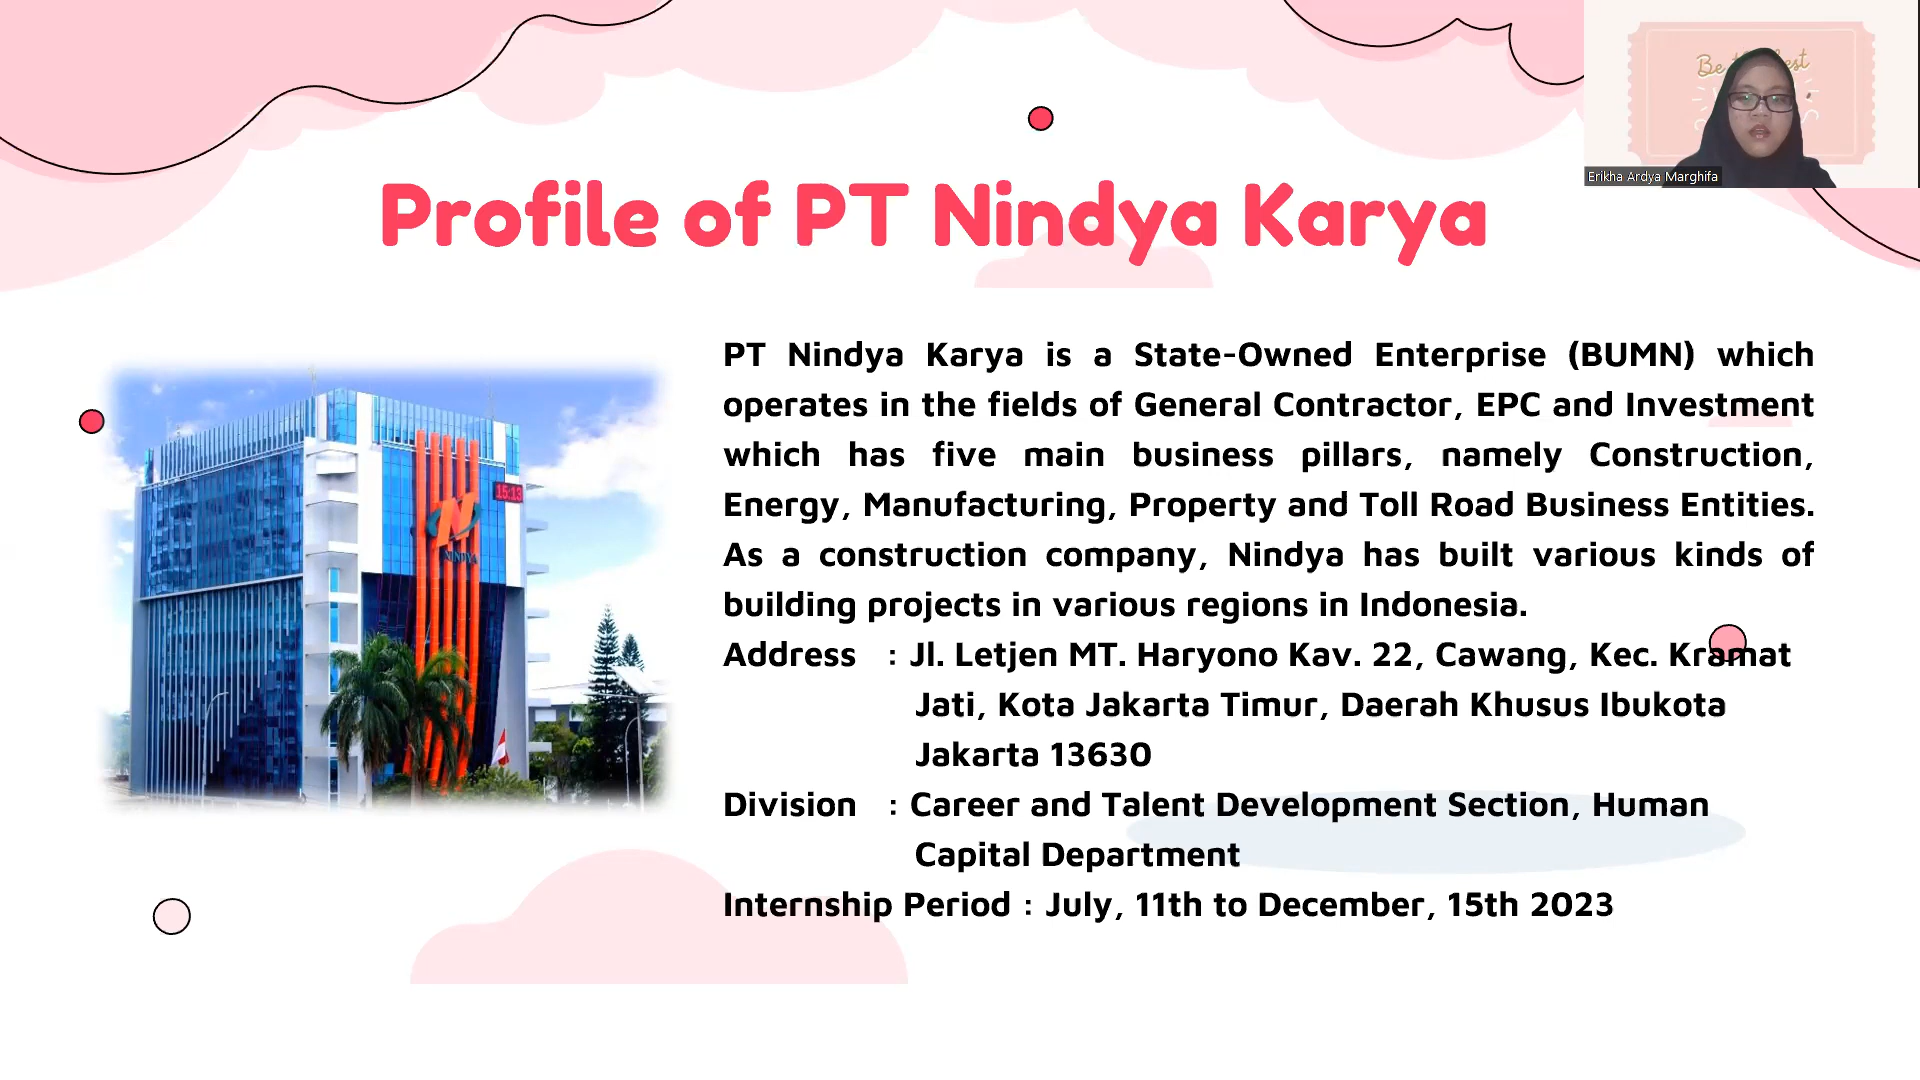 Be
est
Erikha Ardya Marghifa
Profile of PT Nindya Karya
PT Nindya Karya is a State-Owned Enterprise (BUMN) which
operates in the fields of General Contractor, EPC and Investment
which has five main business pillars, namely Construction,
Energy, Manufacturing, Property and Toll Road Business Entities.
As a construction company, Nindya has built various kinds of
building projects in various regions in Indonesia.
Address : Jl. Letjen MT. Haryono Kav. 22, Cawang, Kec. Kramat
Jati, Kota Jakarta Timur, Daerah Khusus Ibukota
Jakarta 13630
Division : Career and Talent Development Section, Human
Capital Department
Internship Period : July, 11th to December, 15th 2023
15:13
NINDYA